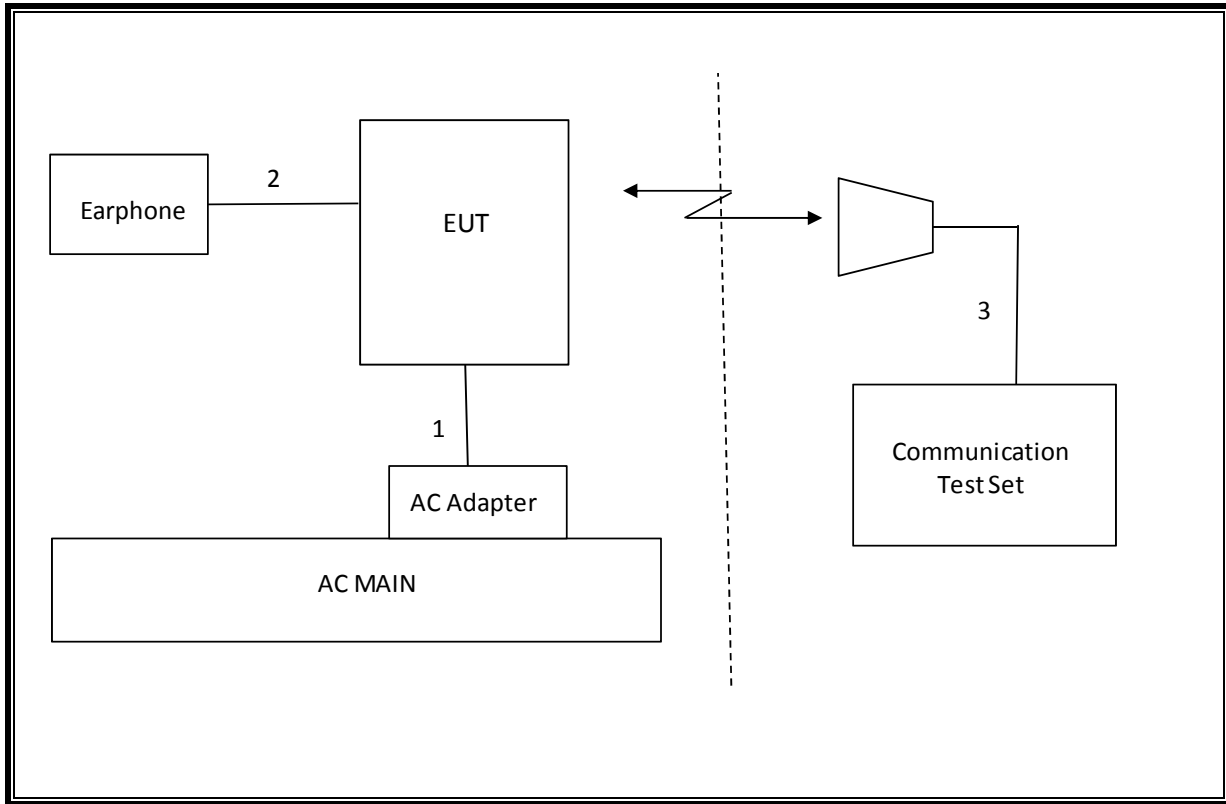 2
Earphone
EUT
3
1
Communication
Test Set
AC Adapter
AC MAIN